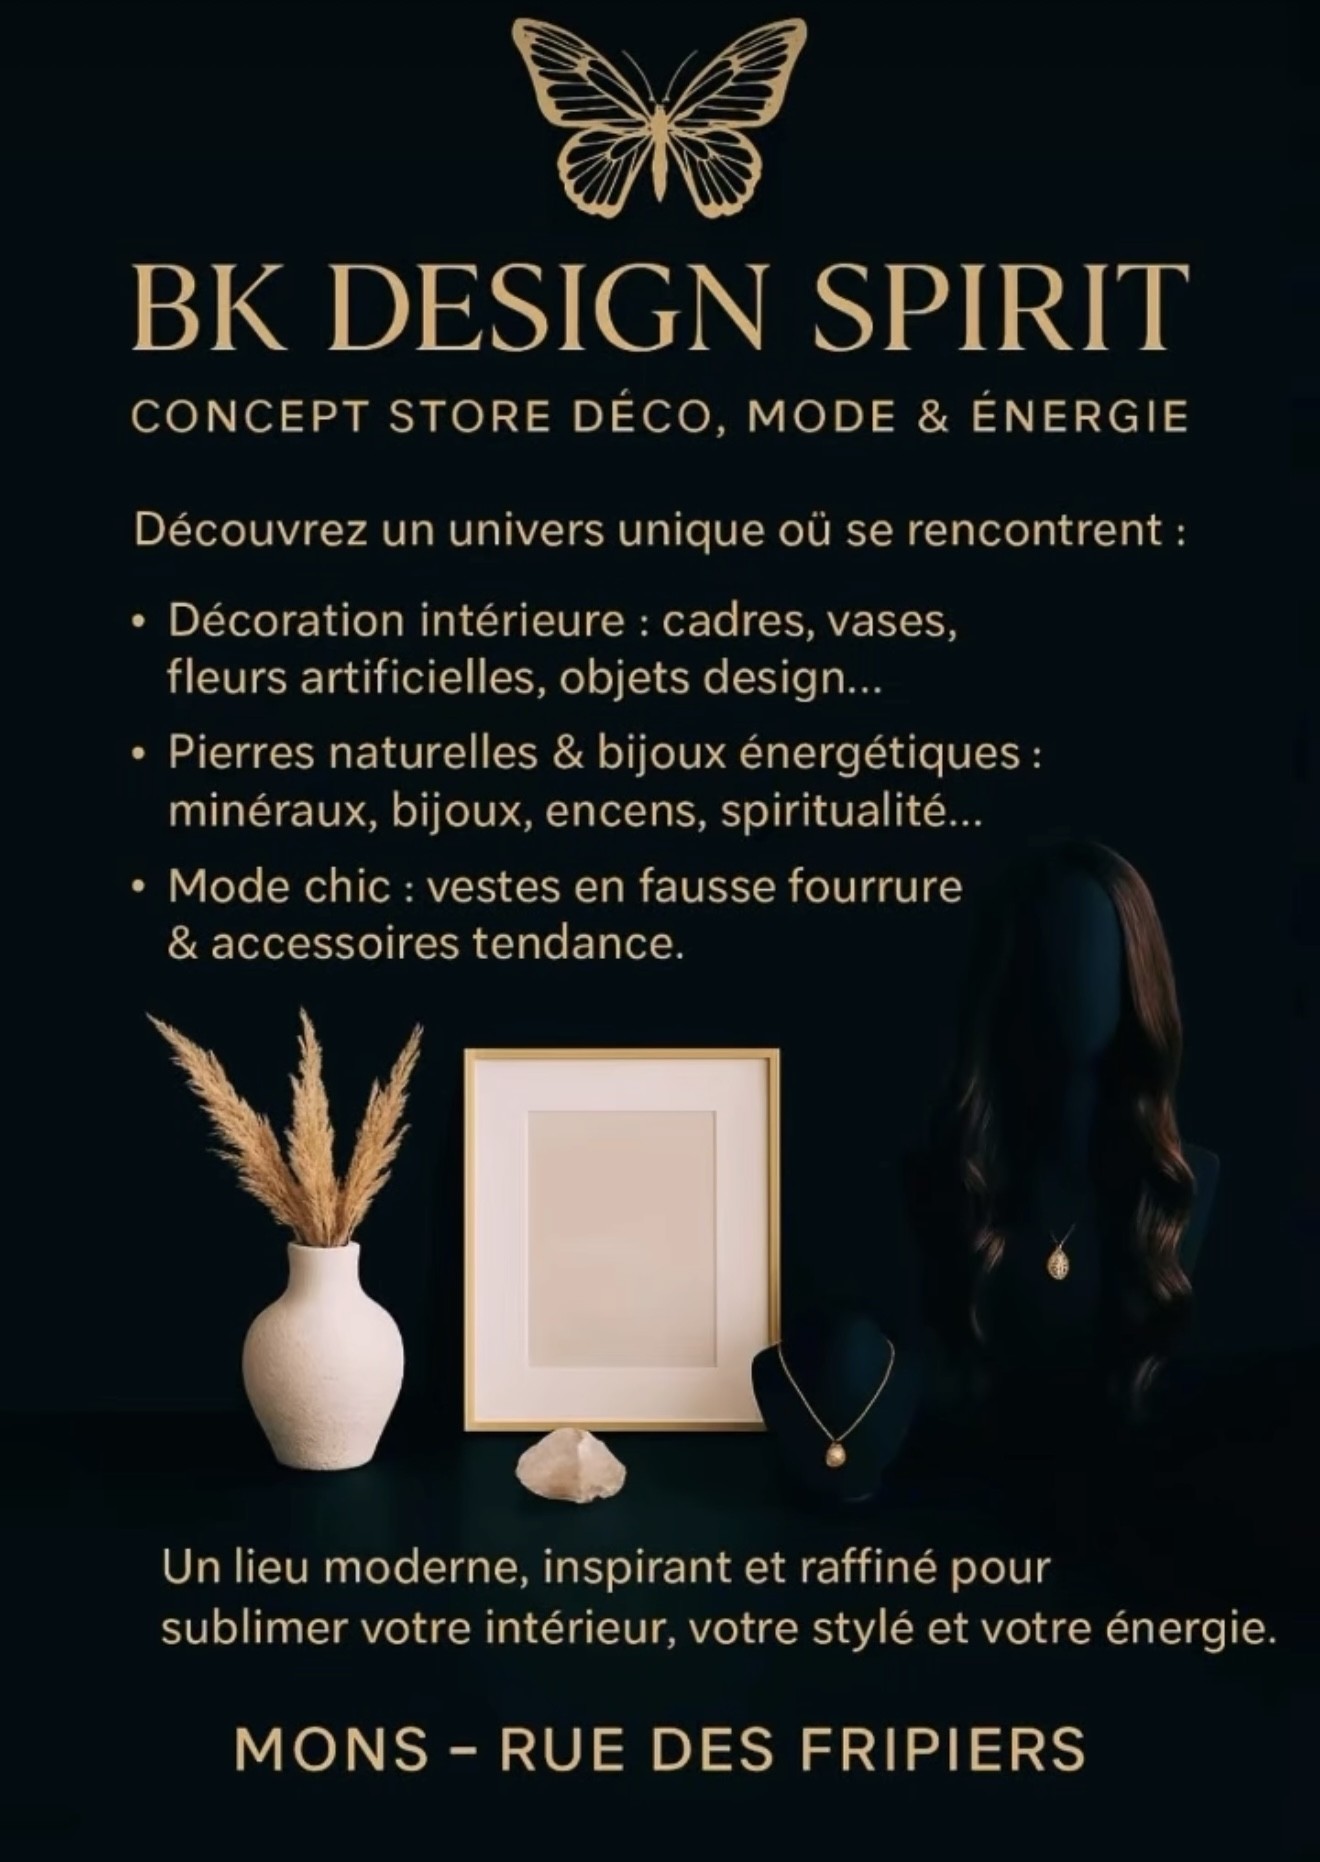 BK DESIGN SPIRIT
CONCEPT STORE DÉCO, MODE & ÉNERGIE
Découvrez un univers unique oü se rencontrent :
• Décoration intérieure : cadres, vases,
fleurs artificielles, objets design...
• Pierres naturelles & bijoux énergétiques :
minéraux, bijoux, encens, spiritualité...
• Mode chic : vestes en fausse fourrure
& accessoires tendance.
Un lieu moderne, inspirant et raffiné pour
sublimer votre intérieur, votre stylé et votre énergie.
MONS – RUE DES FRIPIERS